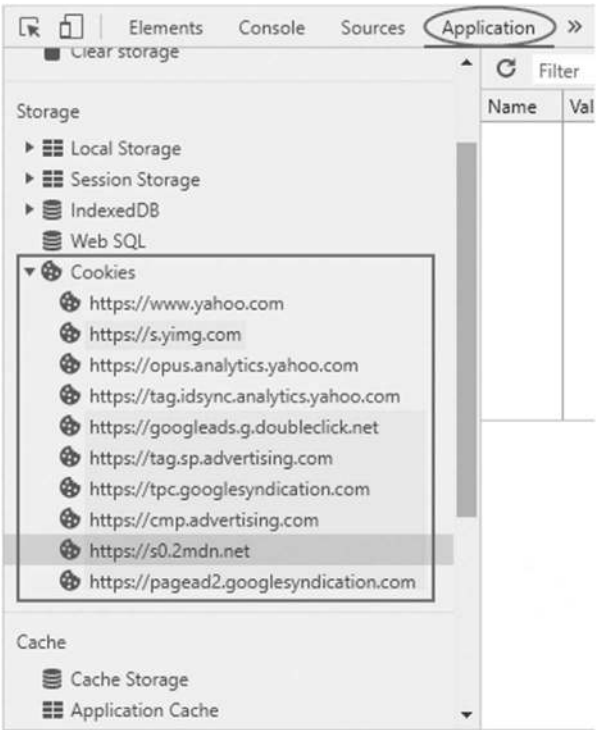 Elements Console Sources Application »
Clear storage
Filter
Name Val
Storage
Local Storage
Session Storage
IndexedDB
Web SQL
Cookies
https://www.yahoo.com
https://s.yimg.com
https://opus.analytics.yahoo.com
https://tag.idsync.analytics.yahoo.com
https://googleads.g.doubleclick.net
https://tag.sp.advertising.com
https://tpc.googlesyndication.com
https://cmp.advertising.com
https://s0.2mdn.net
https://pagead2.googlesyndication.com
Cache
Cache Storage
Application Cache